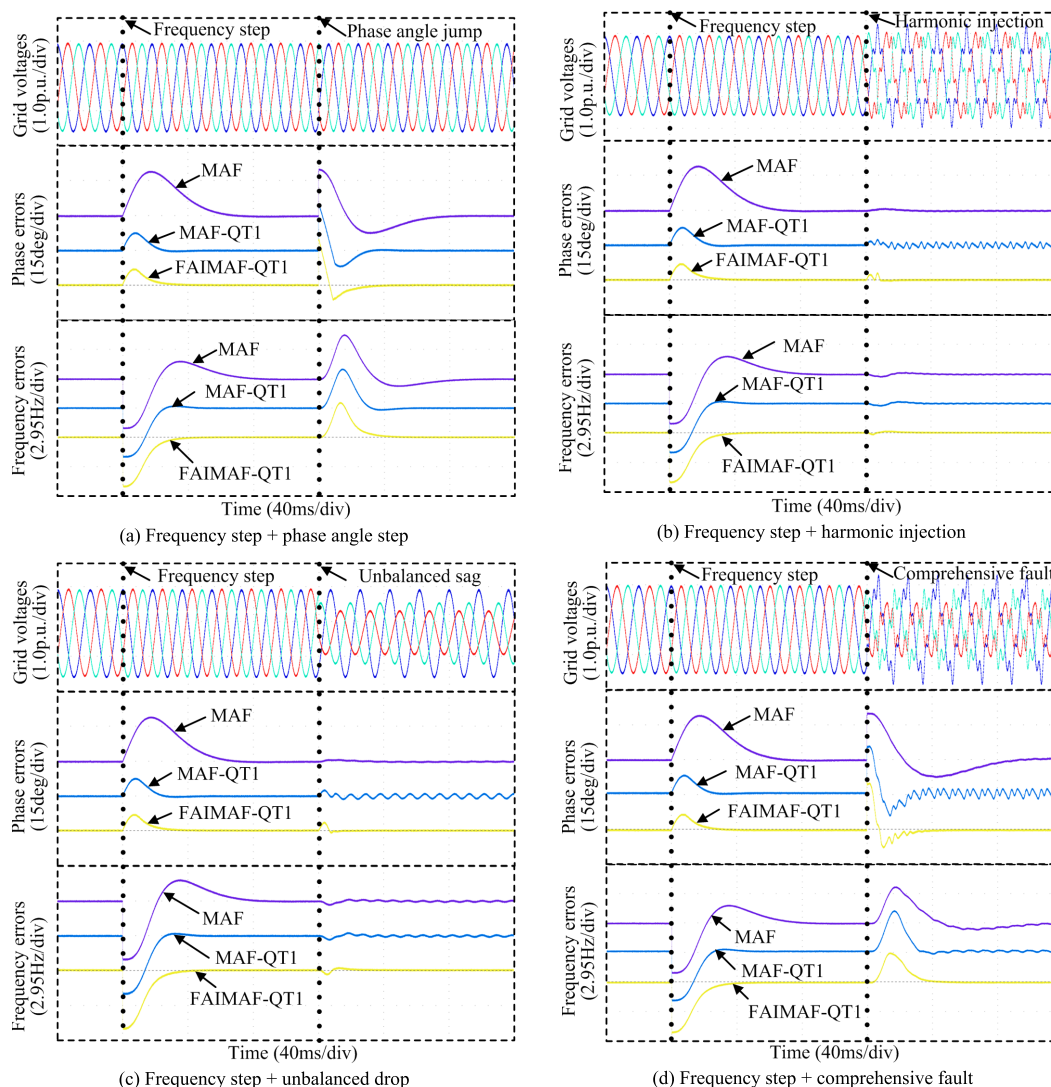 Frequency step
Phase angle jump
Grid voltages
(1.0p.u./div)
MAF
MAF-QT1
FAIMAF-QT1
Phase errors
(15deg/div)
MAF
MAF-QT1
FAIMAF-QT1
Frequency errors
(2.95Hz/div)
Time (40ms/div)
(a) Frequency step + phase angle step
Frequency step
Harmonic injection
Grid voltages
(1.0p.u./div)
MAF
MAF-QT1
FAIMAF-QT1
Phase errors
(15deg/div)
MAF
MAF-QT1
FAIMAF-QT1
Frequency errors
(2.95Hz/div)
Time (40ms/div)
(b) Frequency step + harmonic injection
Frequency step
Unbalanced sag
Grid voltages
(1.0p.u./div)
MAF
MAF-QT1
FAIMAF-QT1
Phase errors
(15deg/div)
MAF
MAF-QT1
FAIMAF-QT1
Frequency errors
(2.95Hz/div)
Time (40ms/div)
(c) Frequency step + unbalanced drop
Frequency step
Comprehensive fault
Grid voltages
(1.0p.u./div)
MAF
MAF-QT1
FAIMAF-QT1
Phase errors
(15deg/div)
MAF
MAF-QT1
FAIMAF-QT1
Frequency errors
(2.95Hz/div)
Time (40ms/div)
(d) Frequency step + comprehensive fault